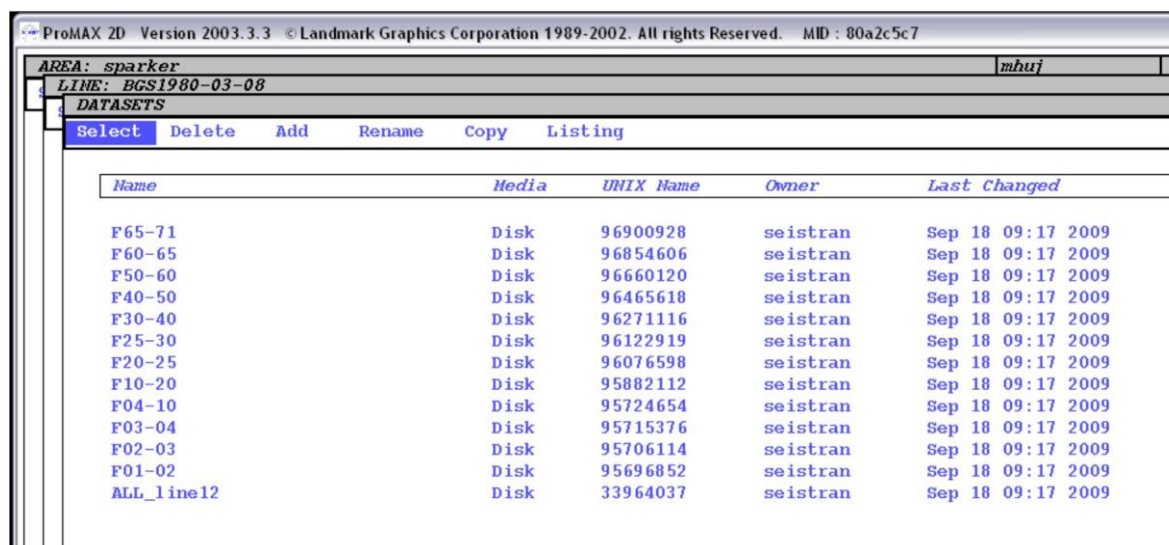 ProMAX 2D Version 2003.3.3 © Landmark Graphics Corporation 1989-2002. All rights Reserved. MID : 80a2c5c7
AREA: sparker mhuj
LINE: BGS1980-03-08
DATASETS
Select Delete Add Rename Copy Listing
Name Media UNIX Name Owner Last Changed
F65-71 Disk 96900928 seistran Sep 18 09:17 2009
F60-65 Disk 96854606 seistran Sep 18 09:17 2009
F50-60 Disk 96660120 seistran Sep 18 09:17 2009
F40-50 Disk 96465618 seistran Sep 18 09:17 2009
F30-40 Disk 96271116 seistran Sep 18 09:17 2009
F25-30 Disk 96122919 seistran Sep 18 09:17 2009
F20-25 Disk 96076598 seistran Sep 18 09:17 2009
F10-20 Disk 95882112 seistran Sep 18 09:17 2009
F04-10 Disk 95724654 seistran Sep 18 09:17 2009
F03-04 Disk 95715376 seistran Sep 18 09:17 2009
F02-03 Disk 95706114 seistran Sep 18 09:17 2009
F01-02 Disk 95696852 seistran Sep 18 09:17 2009
ALL_line12 Disk 33964037 seistran Sep 18 09:17 2009